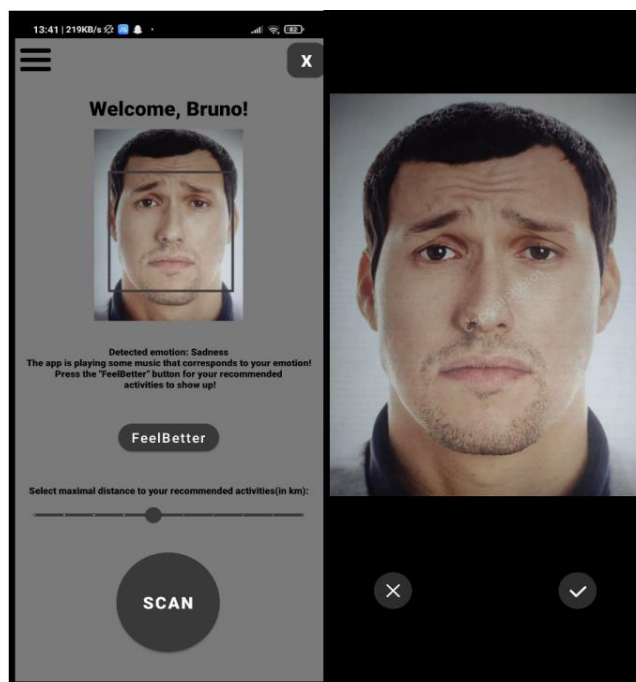 13:41 | 219KB/s
82
X
Welcome, Bruno!
Detected emotion: Sadness
The app is playing some music that corresponds to your emotion!
Press the "FeelBetter" button for your recommended
activities to show up!
FeelBetter
Select maximal distance to your recommended activities(in km):
SCAN